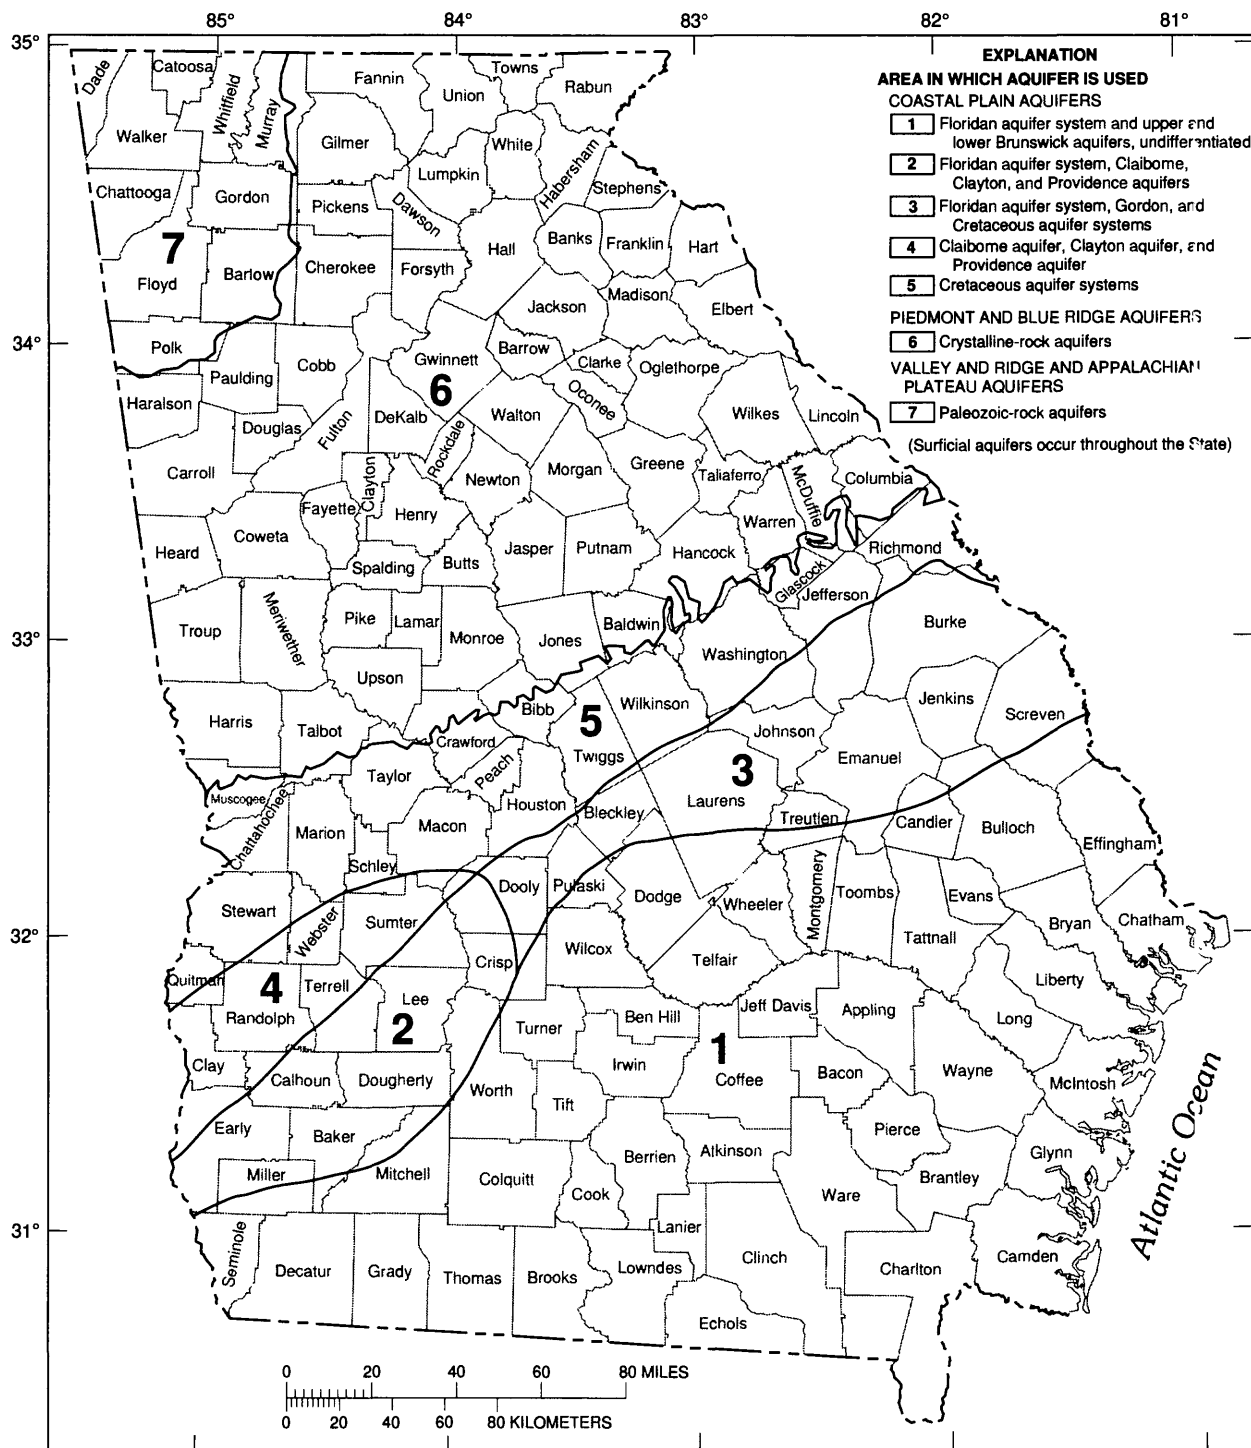 85° 84° 83° 82° 81°
35°
EXPLANATION
AREA IN WHICH AQUIFER IS USED
COASTAL PLAIN AQUIFERS
1 Floridan aquifer system and upper and
lower Brunswick aquifers, undifferentiated
2 Floridan aquifer system, Claiborne,
Clayton, and Providence aquifers
3 Floridan aquifer system, Gordon, and
Cretaceous aquifer systems
4 Claiborne aquifer, Clayton aquifer, and
Providence aquifer
5 Cretaceous aquifer systems
PIEDMONT AND BLUE RIDGE AQUIFERS
6 Crystalline-rock aquifers
VALLEY AND RIDGE AND APPALACHIAN
PLATEAU AQUIFERS
7 Paleozoic-rock aquifers
(Surficial aquifers occur throughout the State)
Dade
Catoosa
Whitfield
Murray
Fannin
Towns
Union
Rabun
Walker
Gilmer
White
Habersham
Lumpkin
Stephens
Chattooga
Gordon
Pickens
Dawson
7
Hall
Banks
Franklin
Hart
Floyd
Barlow
Cherokee
Forsyth
Jackson
Madison
Elbert
34°
Polk
Cobb
Gwinnett
Barrow
Clarke
Oglethorpe
Paulding
6
Oconee
Haralson
Douglas
Fulton
DeKalb
Walton
Wilkes
Lincoln
Rockdale
Carroll
Clayton
Newton
Morgan
Greene
Taliaferro
McDuffie
Columbia
Fayette
Henry
Warren
Coweta
Heard
Spalding
Butts
Jasper
Putnam
Hancock
Richmond
Glascock
Jefferson
33°
Troup
Meriwether
Pike
Lamar
Monroe
Jones
Baldwin
Washington
Burke
Upson
Harris
Talbot
Bibb
5
Wilkinson
Jenkins
Screven
Crawford
Twiggs
Johnson
Emanuel
Taylor
Peach
3
Muscogee
Chattahochee
Houston
Bleckley
Laurens
Treutlen
Candler
Bulloch
Effingham
Marion
Macon
Schley
Dooly
Pulaski
Dodge
Wheeler
Montgomery
Toombs
Evans
Stewart
Webster
Sumter
Bryan
Chatham
32°
Wilcox
Tattnall
Quitman
Crisp
Telfair
Liberty
4
Terrell
Lee
Randolph
2
Turner
Ben Hill
Jeff Davis
Appling
Long
1
Clay
Calhoun
Dougherly
Worth
Irwin
Coffee
Bacon
Wayne
McIntosh
Tift
Early
Baker
Pierce
Atkinson
Glynn
Miller
Mitchell
Colquitt
Berrien
Cook
Ware
Brantley
31°
Lanier
Seminole
Decatur
Grady
Thomas
Brooks
Lowndes
Clinch
Charlton
Camden
Echols
Atlantic Ocean
0 20 40 60 80 MILES
0 20 40 60 80 KILOMETERS